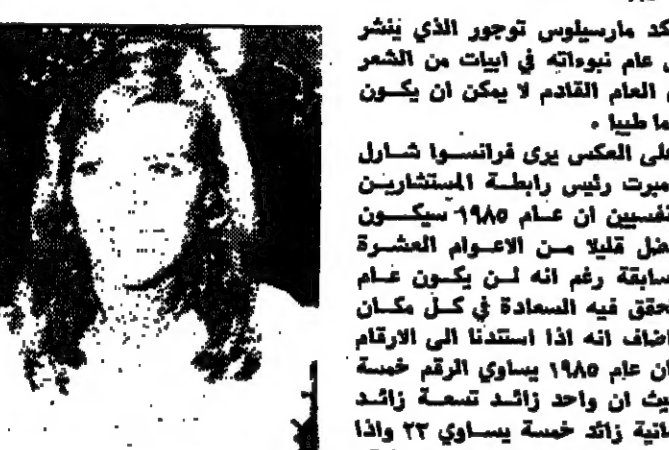 كد مارسيلوس توجور الذي ينشر
عام نبوءاته في ابيات من الشعر
العام القادم لا يمكن ان يكون
ما طيبا .
على العكس يرى فرانسوا شارل
مبرت رئيس رابطة المستشارين
نفسيين ان عام ١٩٨٥ سيكون
ضل قليلا من الاعوام العشرة
سابقة رغم انه لن يكون عام
حقق فيه السعادة في كل مكان
اضاف انه اذا استندنا الى الارقام
ان عام ١٩٨٥ يساوي الرقم خمسة
يث ان واحد زائد تسعة زائد
مانية زائد خمسة يساوي ٢٣ واذا